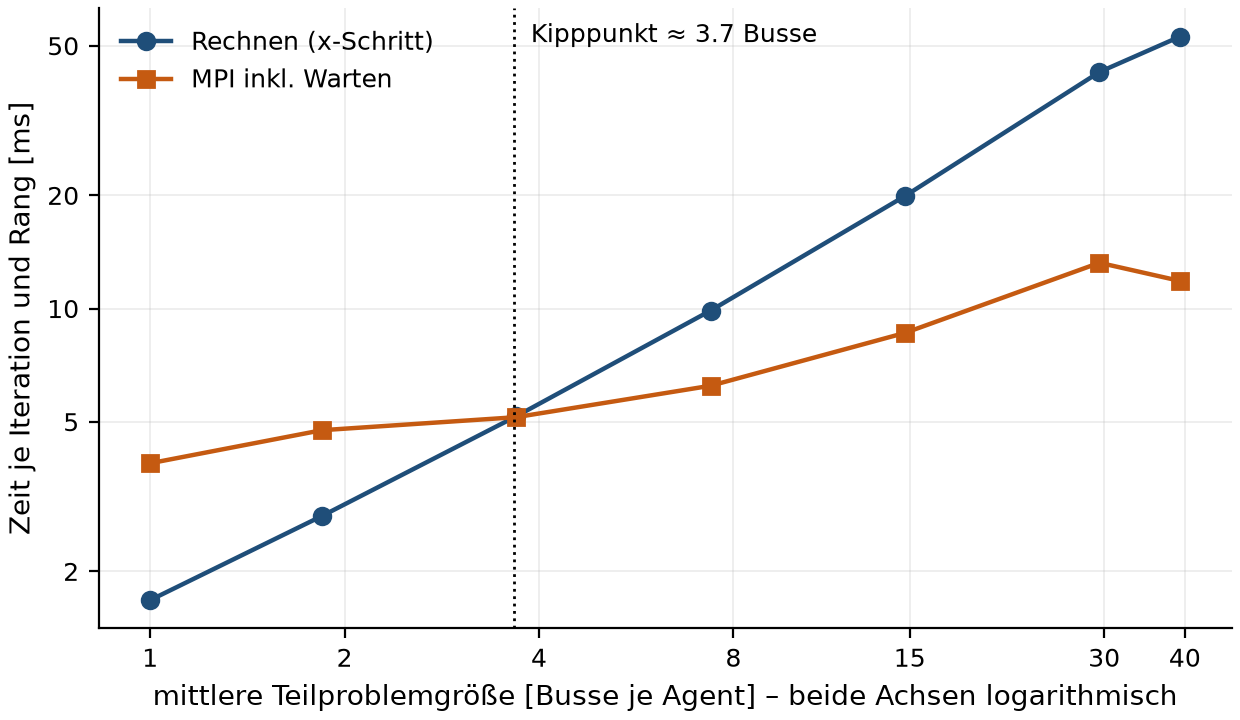 Kipppunkt ≈ 3.7 Busse
Rechnen (x-Schritt)
MPI inkl. Warten
Zeit je Iteration und Rang [ms]
50
20
10
5
2
1 2 4 8 15 30 40
mittlere Teilproblemgröße [Busse je Agent] – beide Achsen logarithmisch